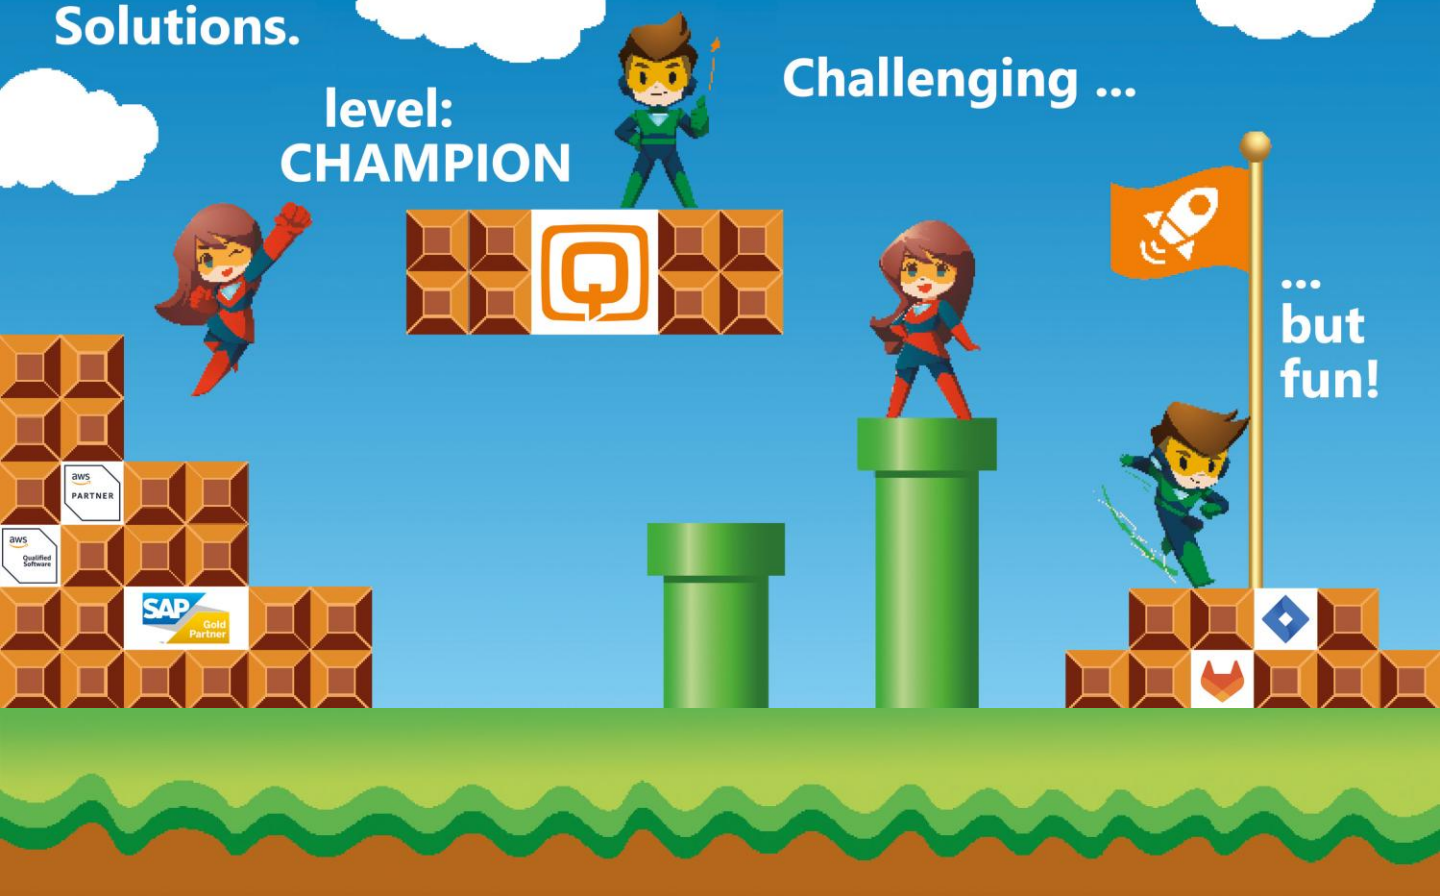 Solutions.
level:
CHAMPION
Challenging ...
...
but
fun!
aws
PARTNER
aws
Qualified
Software
SAP
Gold
Partner
Q